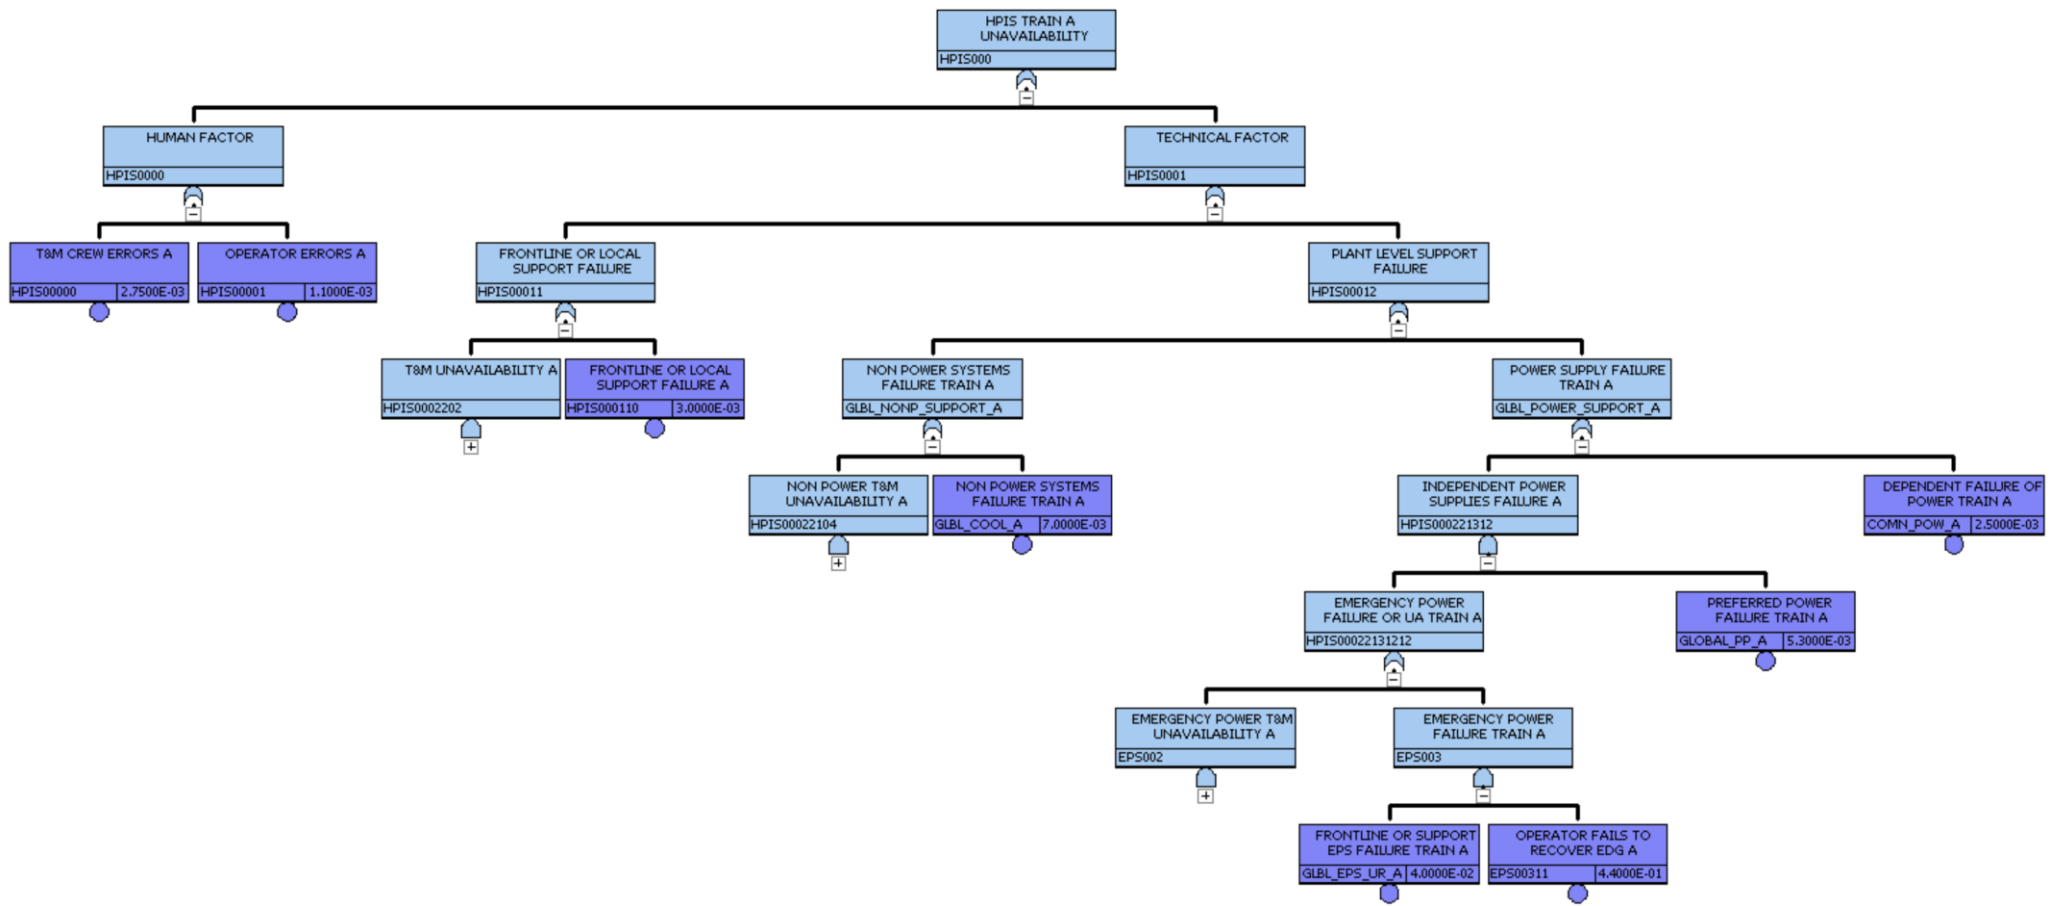 HPIS TRAIN A
UNAVAILABILITY
HPIS000
HUMAN FACTOR
HPIS0000
TECHNICAL FACTOR
HPIS0001
T&M CREW ERRORS A
HPIS00000 2.7500E-03
OPERATOR ERRORS A
HPIS00001 1.1000E-03
FRONTLINE OR LOCAL
SUPPORT FAILURE
HPIS00011
PLANT LEVEL SUPPORT
FAILURE
HPIS00012
T&M UNAVAILABILITY A
HPIS0002202
FRONTLINE OR LOCAL
SUPPORT FAILURE A
HPIS000110 3.0000E-03
NON POWER SYSTEMS
FAILURE TRAIN A
GLBL_NONP_SUPPORT_A
POWER SUPPLY FAILURE
TRAIN A
GLBL_POWER_SUPPORT_A
NON POWER T&M
UNAVAILABILITY A
HPIS00022104
NON POWER SYSTEMS
FAILURE TRAIN A
GLBL_COOL_A 7.0000E-03
INDEPENDENT POWER
SUPPLIES FAILURE A
HPIS000221312
DEPENDENT FAILURE OF
POWER TRAIN A
COMN_POW_A 2.5000E-03
EMERGENCY POWER
FAILURE OR UA TRAIN A
HPIS00022131212
PREFERRED POWER
FAILURE TRAIN A
GLOBAL_PP_A 5.3000E-03
EMERGENCY POWER T&M
UNAVAILABILITY A
EPS002
EMERGENCY POWER
FAILURE TRAIN A
EPS003
FRONTLINE OR SUPPORT
EPS FAILURE TRAIN A
GLBL_EPS_UR_A 4.0000E-02
OPERATOR FAILS TO
RECOVER EDG A
EPS00311 4.4000E-01